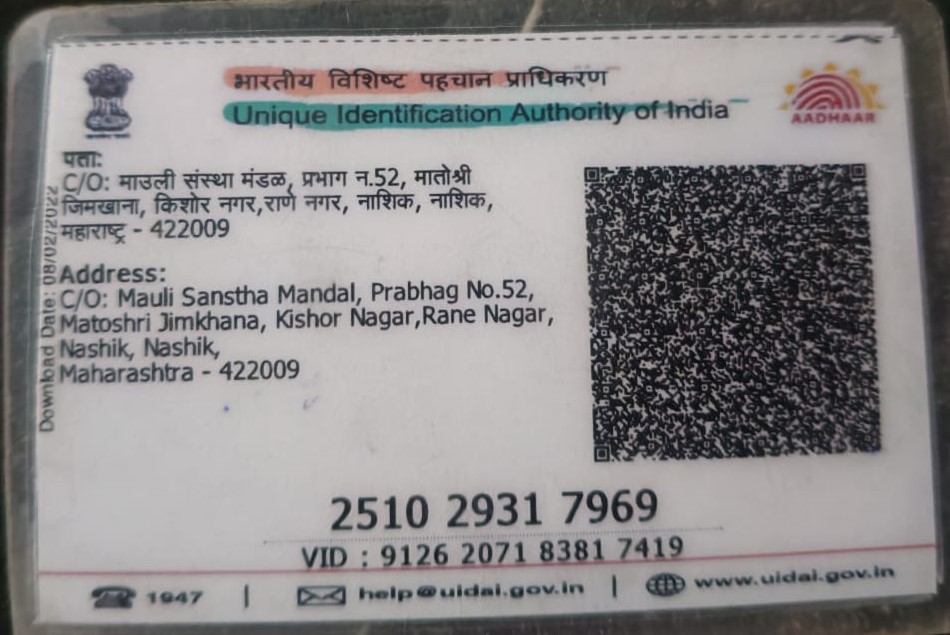 भारतीय विशिष्ट पहचान प्राधिकरण
Unique Identification Authority of India
AADHAAR
पता:
C/O: माउली संस्था मंडळ, प्रभाग न.52, मातोश्री
जिमखाना, किशोर नगर,राणे नगर, नाशिक, नाशिक,
महाराष्ट्र - 422009
Address:
C/O: Mauli Sanstha Mandal, Prabhag No.52,
Matoshri Jimkhana, Kishor Nagar,Rane Nagar,
Nashik, Nashik,
Maharashtra - 422009
Download Date: 08/02/2022
2510 2931 7969
VID : 9126 2071 8381 7419
1947 | help@uidai.gov.in | www.uidai.gov.in